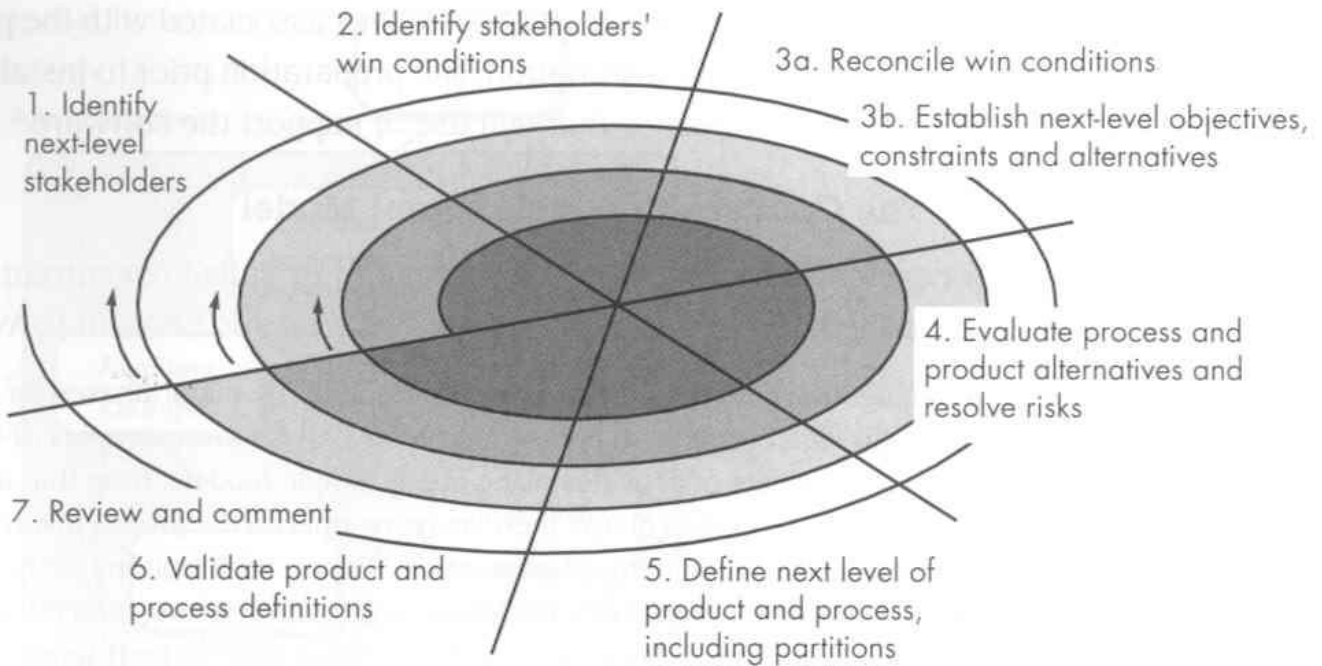 2. Identify stakeholders'
win conditions
3a. Reconcile win conditions
1. Identify
next-level
stakeholders
3b. Establish next-level objectives,
constraints and alternatives
4. Evaluate process and
product alternatives and
resolve risks
7. Review and comment
6. Validate product and
process definitions
5. Define next level of
product and process,
including partitions